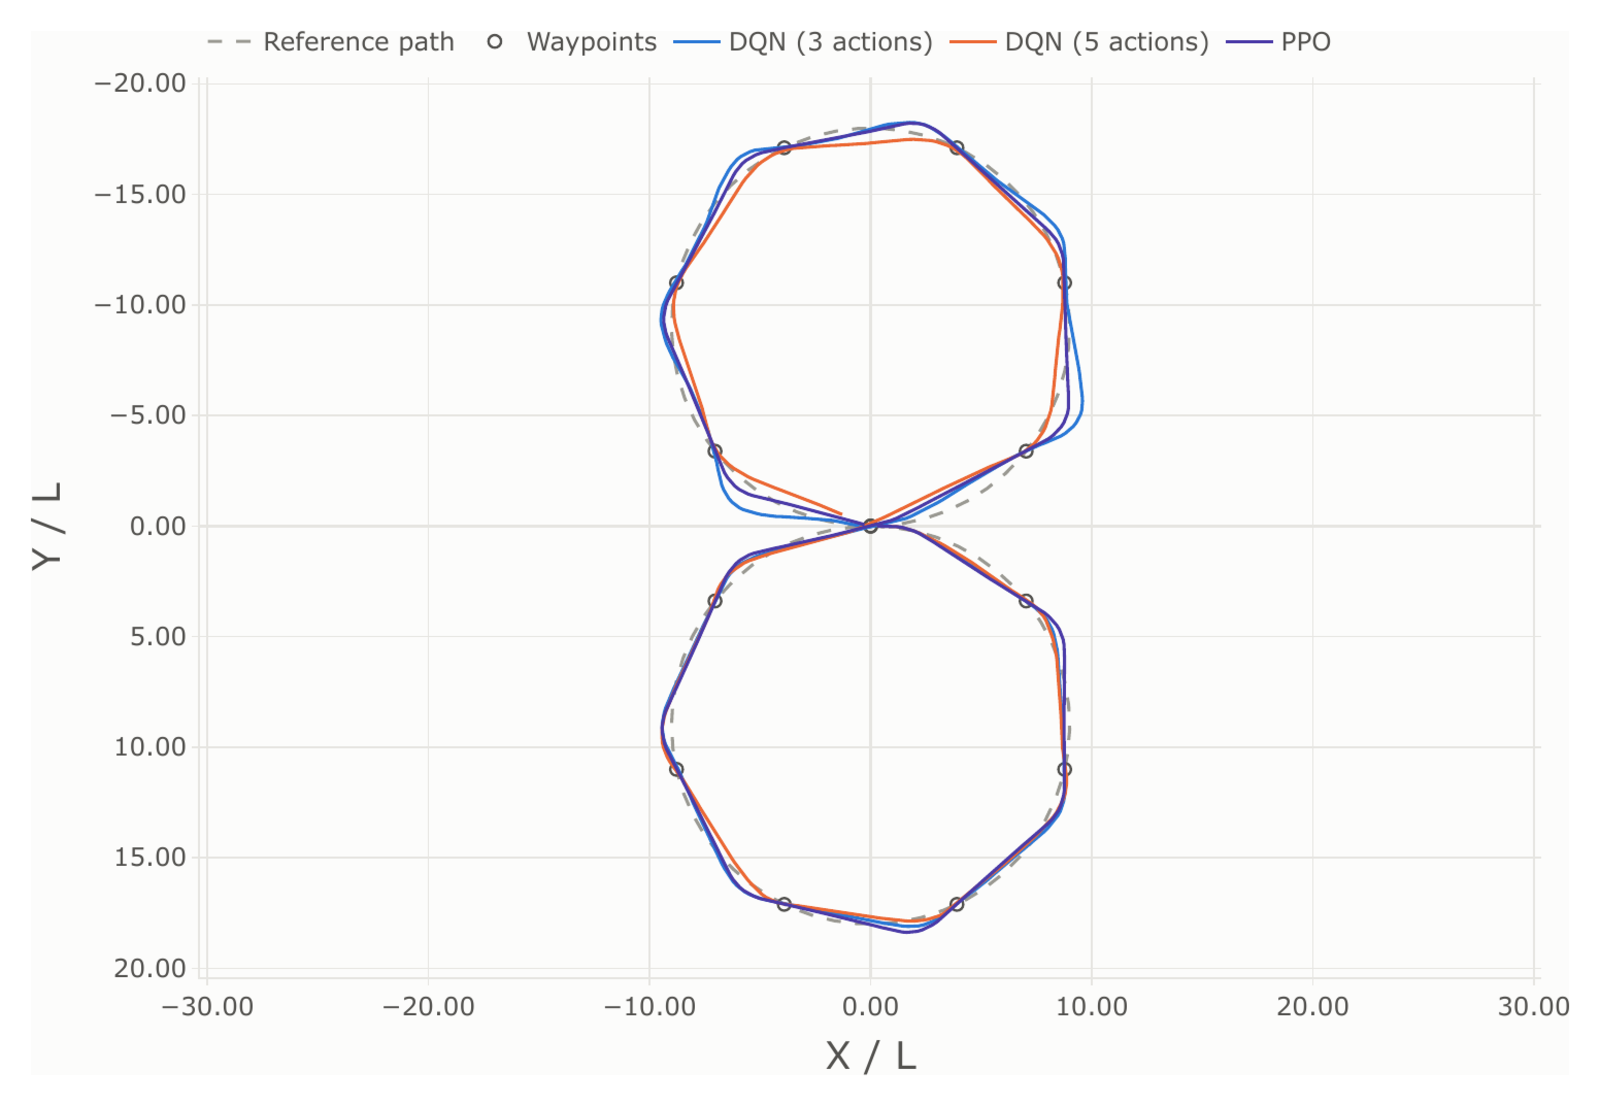 Reference path Waypoints DQN (3 actions) DQN (5 actions) PPO
−20.00
−15.00
−10.00
−5.00
0.00
5.00
10.00
15.00
20.00
Y / L
−30.00 −20.00 −10.00 0.00 10.00 20.00 30.00
X / L